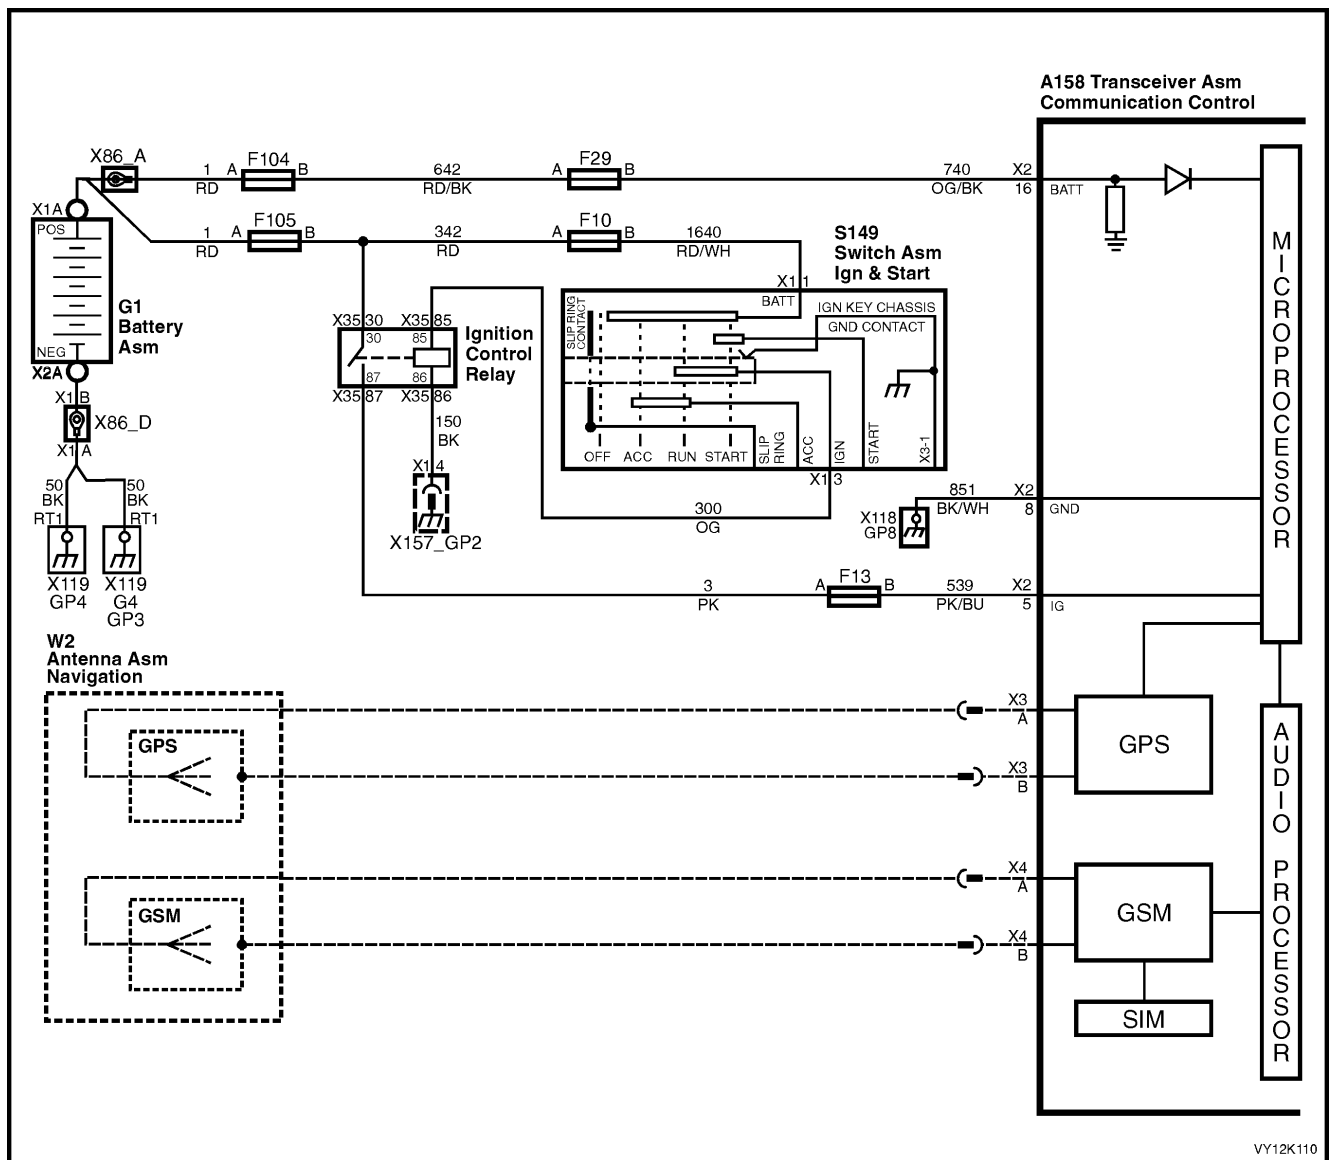 A158 Transceiver Asm
Communication Control
X86_A
1
RD
A
F104
B
642
RD/BK
A
F29
B
740
OG/BK
X2
16
BATT
X1A
POS
G1
Battery
Asm
NEG
X2A
1
RD
A
F105
B
342
RD
A
F10
B
1640
RD/WH
S149
Switch Asm
Ign & Start
X1 1
BATT
SLIP RING
CONTACT
IGN KEY CHASSIS
GND CONTACT
X35 30
X35 85
30
85
87
86
X35 87
X35 86
Ignition
Control
Relay
OFF
ACC
RUN
START
SLIP
RING
ACC
IGN
START
X3-1
X1 3
X1 B
X86_D
X1 A
50
BK
RT1
50
BK
RT1
X119
GP4
X119
G4
GP3
150
BK
X1 4
X157_GP2
300
OG
X118
GP8
851
BK/WH
X2
8
GND
3
PK
A
F13
B
539
PK/BU
X2
5
IG
MICROPROCESSOR
W2
Antenna Asm
Navigation
GPS
X3
A
X3
B
GPS
GSM
X4
A
X4
B
GSM
SIM
AUDIO PROCESSOR
VY12K110